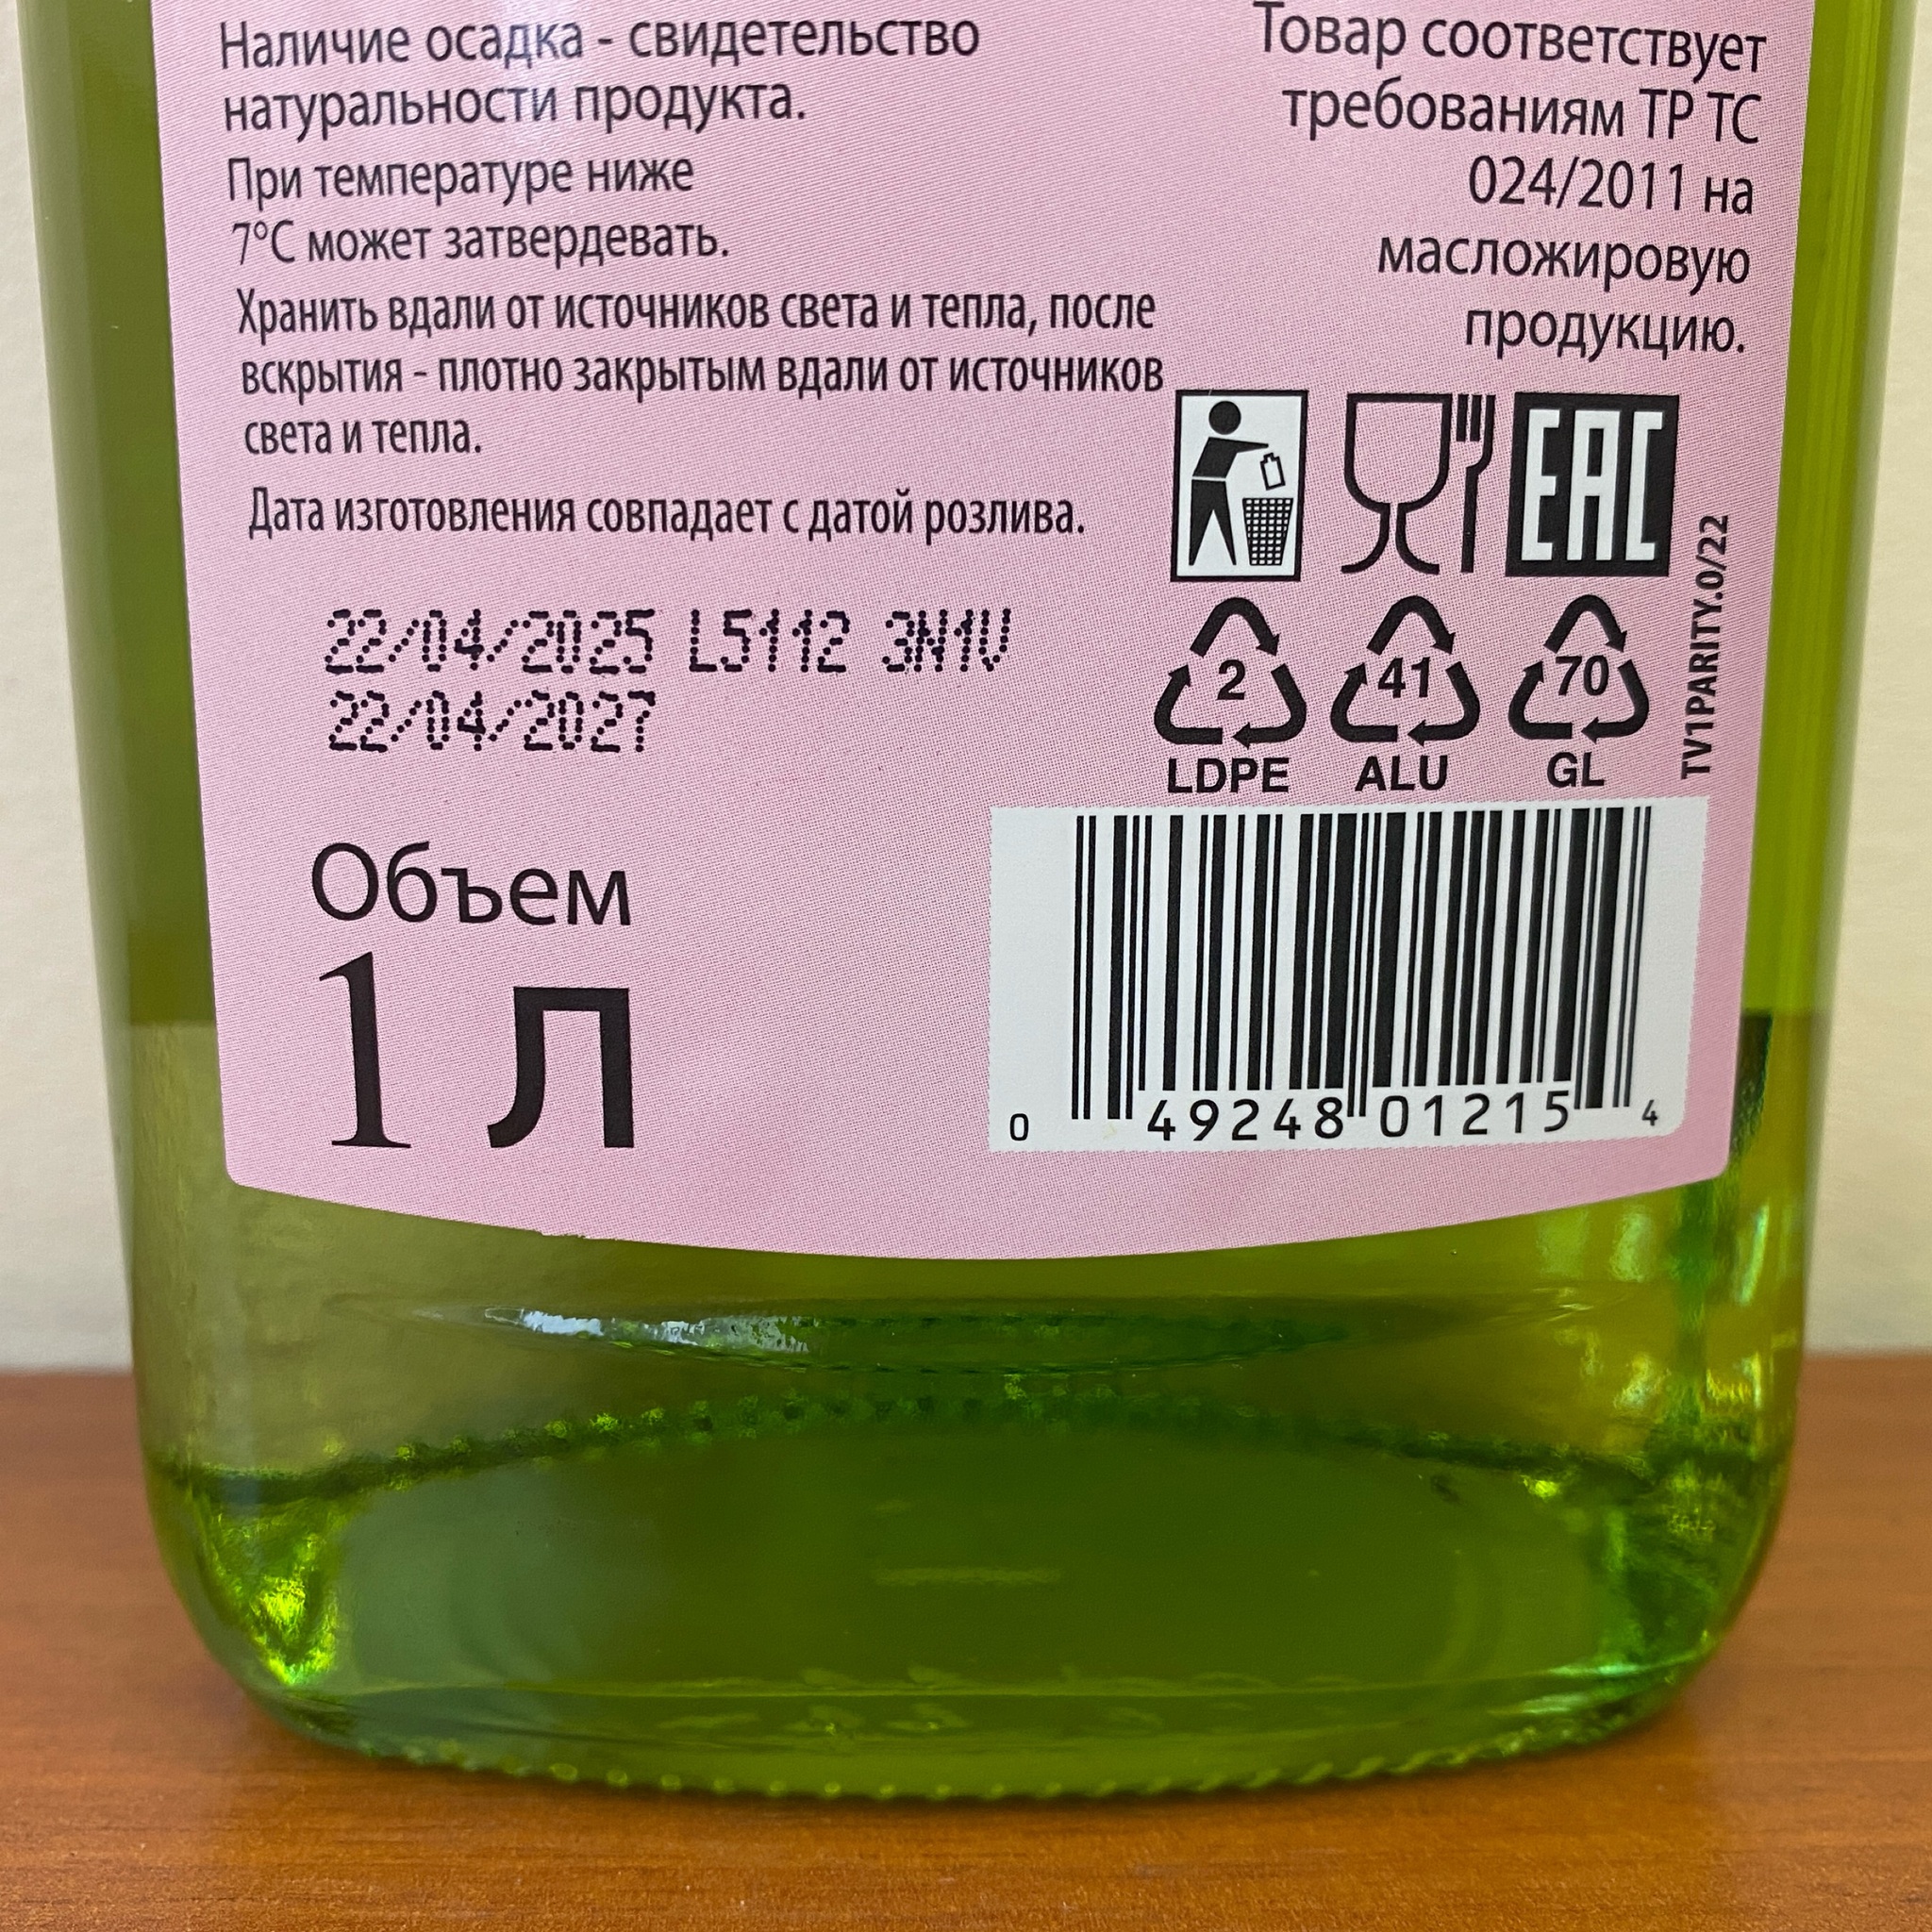 Наличие осадка - свидетельство
натуральности продукта.
При температуре ниже
7°С может затвердевать.
Хранить вдали от источников света и тепла, после
вскрытия - плотно закрытым вдали от источников
света и тепла.
Дата изготовления совпадает с датой розлива.
Товар соответствует
требованиям ТР ТС
024/2011 на
масложировую
продукцию.
EAC
TV1PARITY.0/22
2 41 70
LDPE ALU GL
22/04/2025 L5112 3N1V
22/04/2027
Объем
1 л
0 49248 01215 4